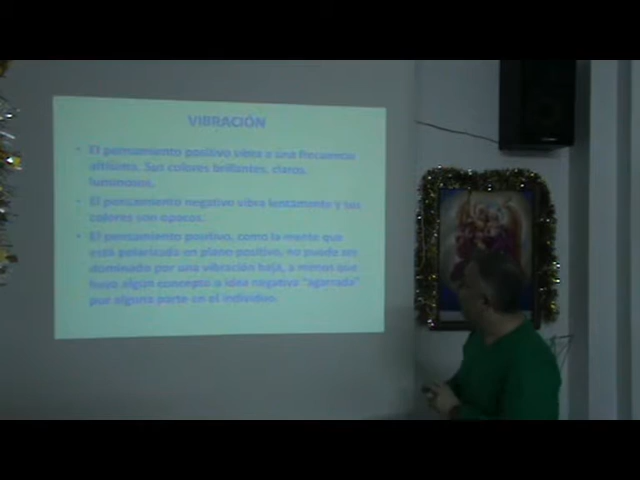 VIBRACIÓN
• El pensamiento positivo vibra a una frecuencia
altísima. Sus colores brillantes, claros,
luminosos.
• El pensamiento negativo vibra lentamente y sus
colores son opacos.
• El pensamiento positivo, como la mente que
está polarizada en plano positivo, no puede ser
dominado por una vibración baja, a menos que
haya algún concepto o idea negativa "agarrada"
por alguna parte en el individuo.